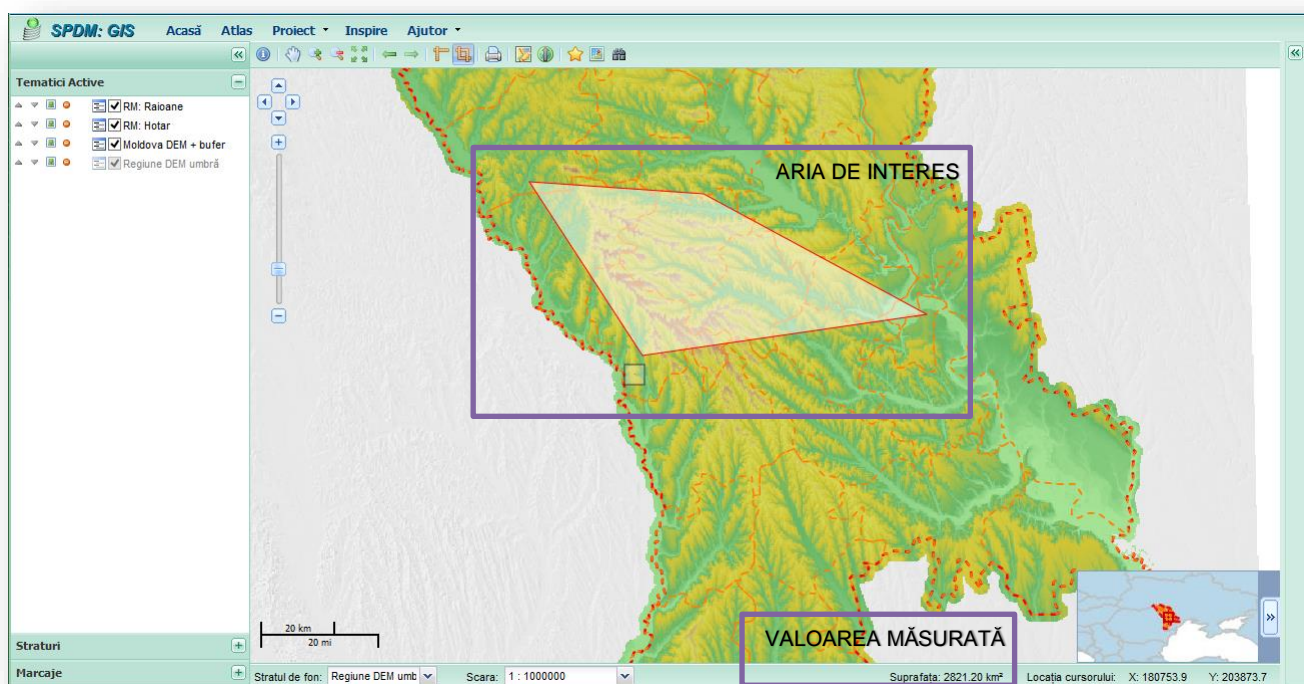 SPDM: GIS Acasă Atlas Proiect Inspire Ajutor
Tematici Active
RM: Raioane
RM: Hotar
Moldova DEM + bufer
Regiune DEM umbră
ARIA DE INTERES
20 km
20 mi
VALOAREA MĂSURATĂ
Straturi
Marcaje
Stratul de fon: Regiune DEM umb Scara: 1 : 1000000 Suprafata: 2821.20 km² Locația cursorului: X: 180753.9 Y: 203873.7